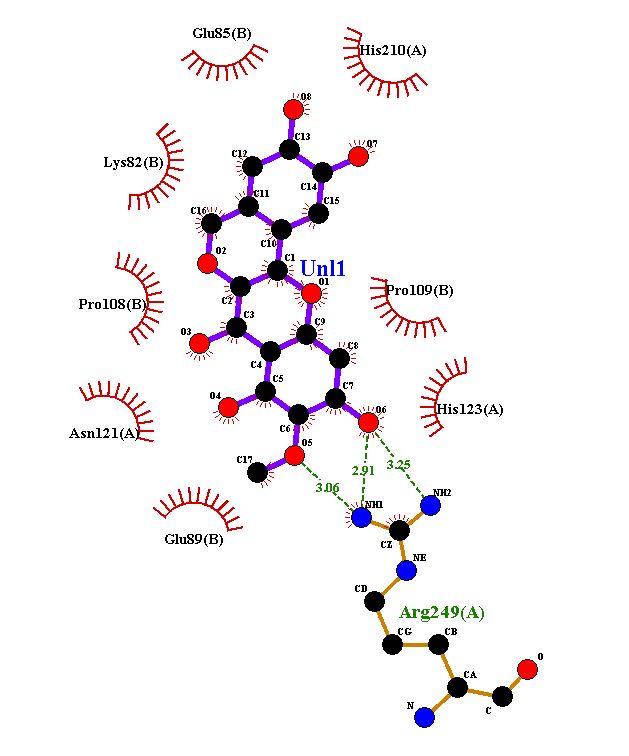 Glu85(B)
His210(A)
O8
C13
O7
C12
Lys82(B)
C14
C15
C11
C16
C10
O2
C1
Unl1
O1
C2
Pro109(B)
Pro108(B)
C3
C9
O3
C8
C4
C5
C7
O4
His123(A)
O6
C6
Asn121(A)
O5
C17
2.91
3.25
3.06
NH2
NH1
Glu89(B)
CZ
NE
CD
Arg249(A)
CG
CB
O
CA
N
C